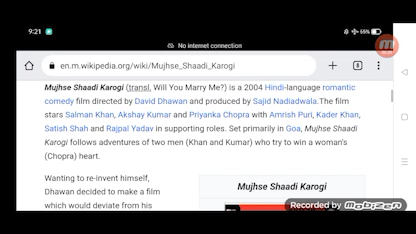 9:21
55%
No internet connection
en.m.wikipedia.org/wiki/Mujhse_Shaadi_Karogi
8
Mujhse Shaadi Karogi (transl. Will You Marry Me?) is a 2004 Hindi-language romantic
comedy film directed by David Dhawan and produced by Sajid Nadiadwala.The film
stars Salman Khan, Akshay Kumar and Priyanka Chopra with Amrish Puri, Kader Khan,
Satish Shah and Rajpal Yadav in supporting roles. Set primarily in Goa, Mujhse Shaadi
Karogi follows adventures of two men (Khan and Kumar) who try to win a woman's
(Chopra) heart.
Wanting to re-invent himself,
Dhawan decided to make a film
which would deviate from his
Mujhse Shaadi Karogi
Recorded by mobizen